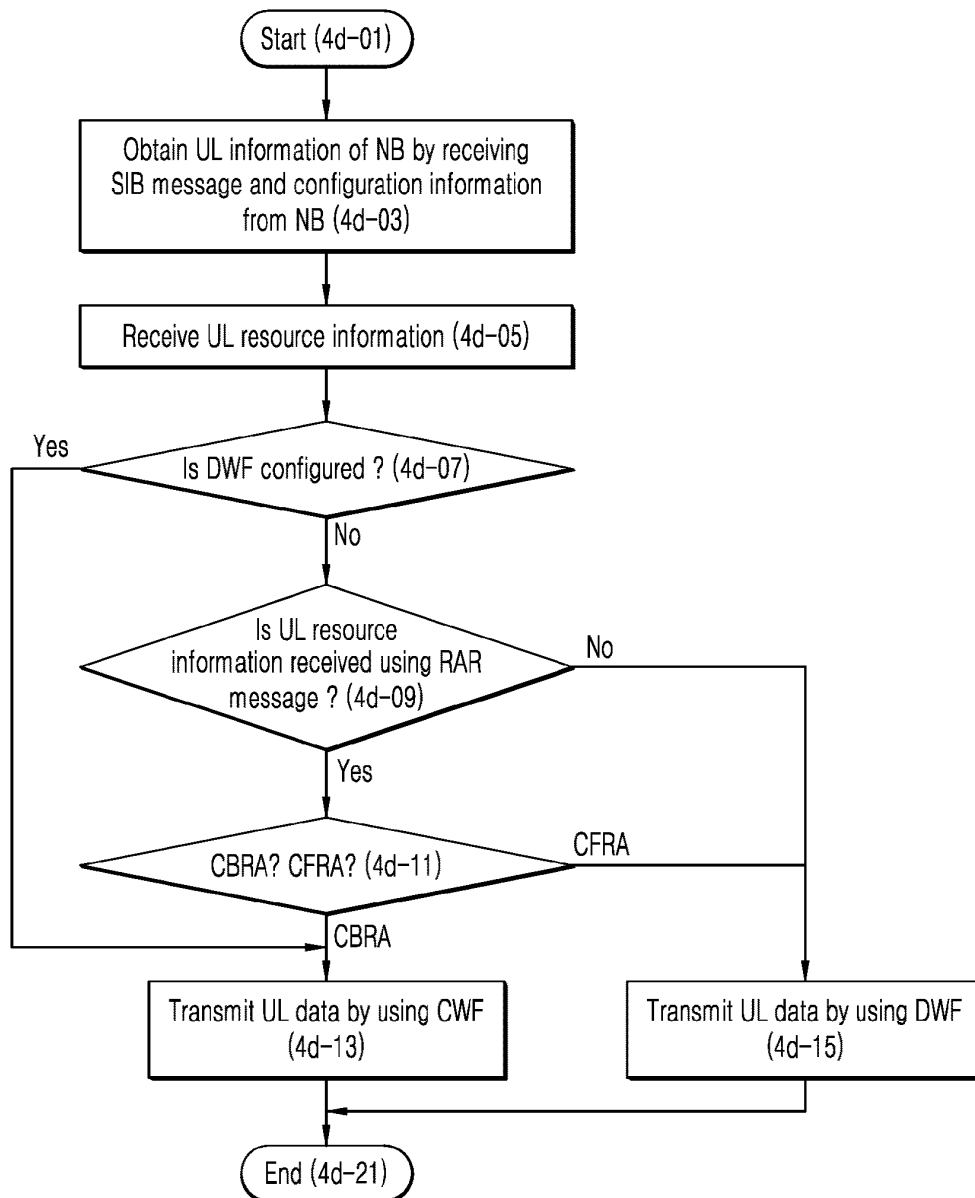 Start (4d-01)
Obtain UL information of NB by receiving
SIB message and configuration information
from NB (4d-03)
Receive UL resource information (4d-05)
Yes
Is DWF configured ? (4d-07)
No
Is UL resource
information received using RAR
message ? (4d-09)
No
Yes
CBRA? CFRA? (4d-11)
CFRA
CBRA
Transmit UL data by using CWF
(4d-13)
Transmit UL data by using DWF
(4d-15)
End (4d-21)